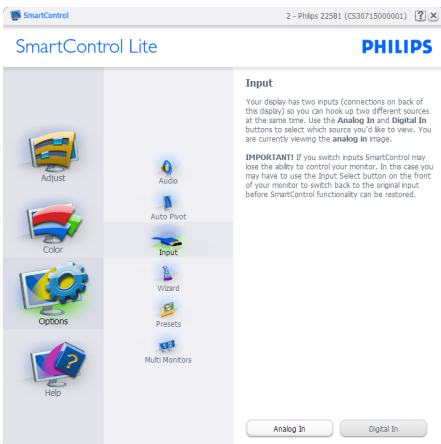 SmartControl
2 - Philips 225B1 (CS30715000001)
SmartControl Lite
PHILIPS
Adjust
Color
Options
Help
Audio
Auto Pivot
Input
Wizard
Presets
Multi Monitors
Input
Your display has two inputs (connections on back of
this display) so you can hook up two different sources
at the same time. Use the Analog In and Digital In
buttons to select which source you'd like to view. You
are currently viewing the analog in image.
IMPORTANT! If you switch inputs SmartControl may
lose the ability to control your monitor. In this case you
may have to use the Input Select button on the front
of your monitor to switch back to the original input
before SmartControl functionality can be restored.
Analog In
Digital In